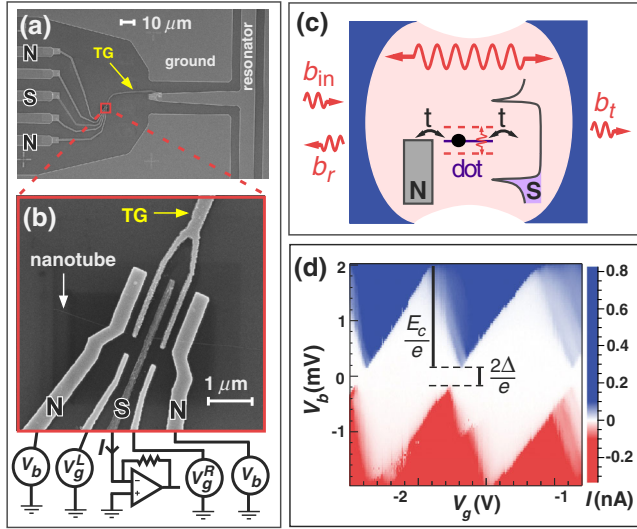 (a)
10 μm
TG
ground
resonator
N
S
N
(b)
TG
nanotube
1 μm
N
S
N
I
V_b
V_g^L
−
+
V_g^R
V_b
(c)
b_in
b_r
b_t
t
t
dot
N
S
(d)
2
1
0
-1
-2
V_b(mV)
E_c/e
2Δ/e
-2
-1
V_g(V)
0.8
0.6
0.4
0.2
0.0
-0.2
I(nA)